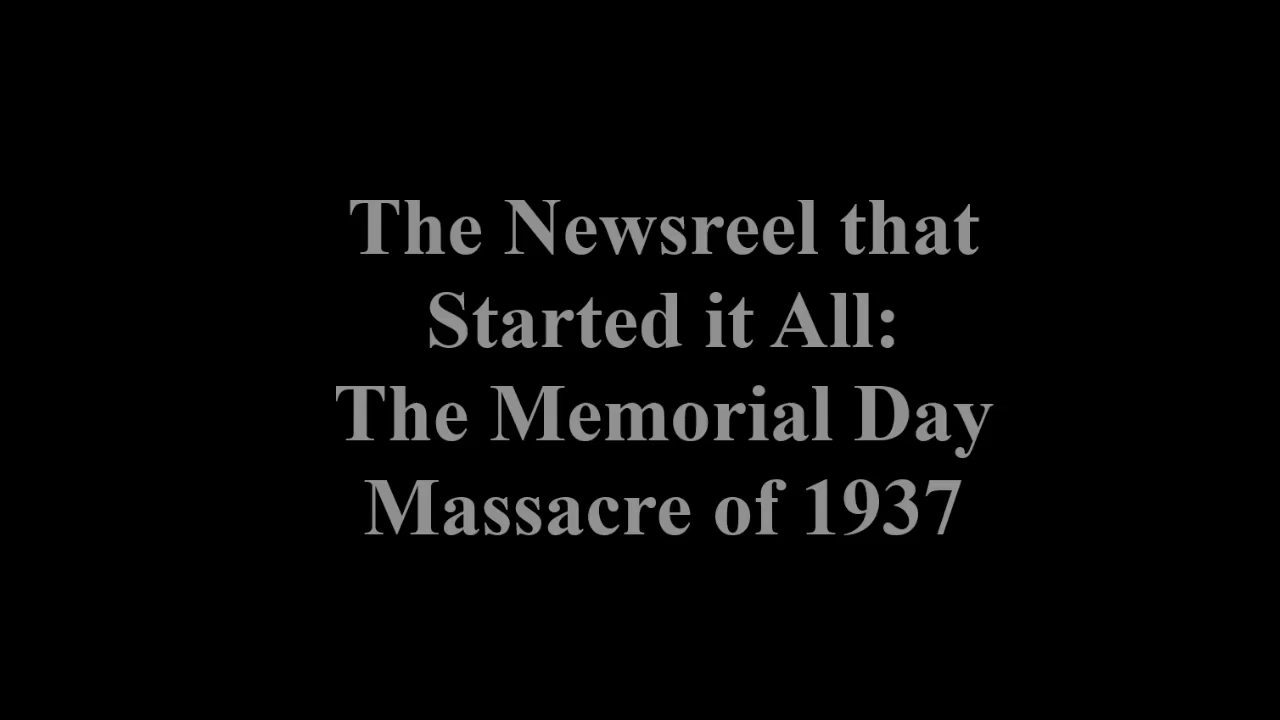 The Newsreel that
Started it All:
The Memorial Day
Massacre of 1937